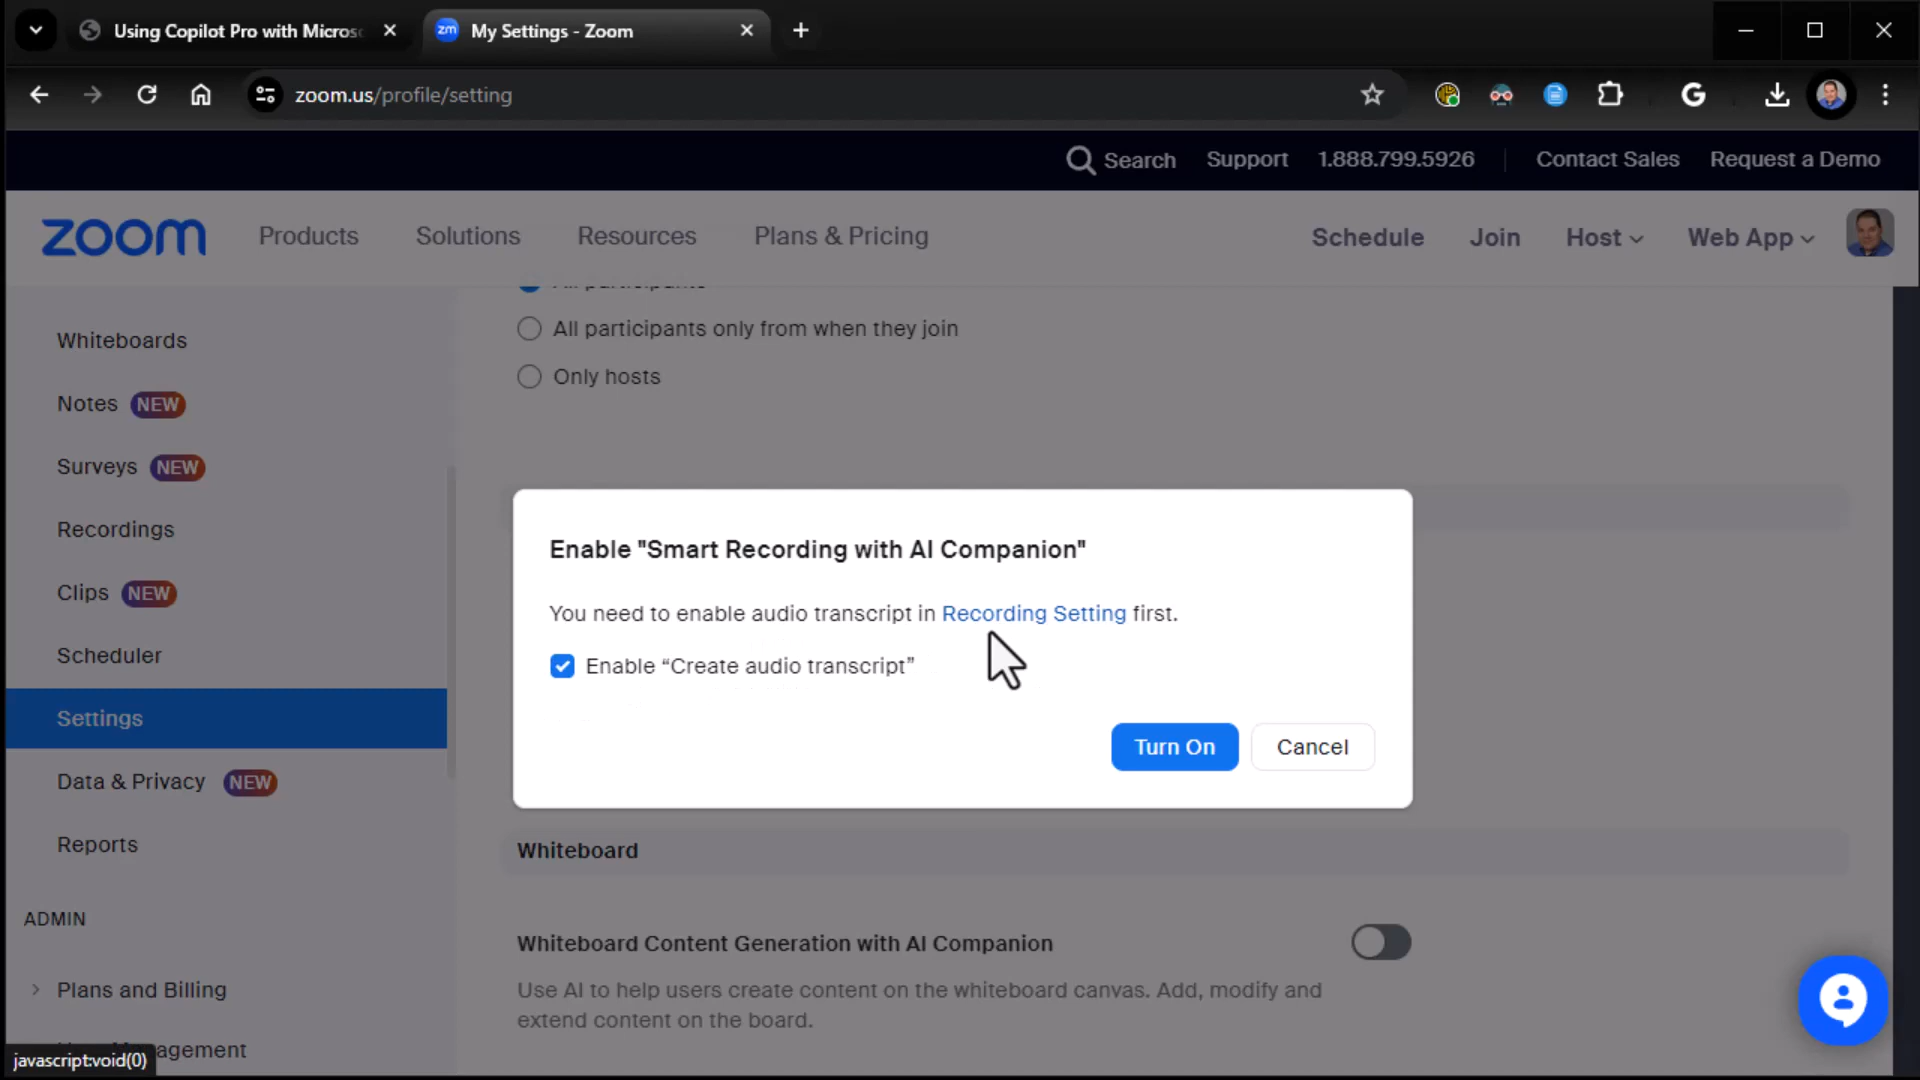 Using Copilot Pro with Micros
My Settings - Zoom
zoom.us/profile/setting
Search
Support
1.888.799.5926
Contact Sales
Request a Demo
zoom
Products
Solutions
Resources
Plans & Pricing
Schedule
Join
Host
Web App
All participants
All participants only from when they join
Only hosts
Whiteboards
Notes NEW
Surveys NEW
Recordings
Clips NEW
Scheduler
Settings
Data & Privacy NEW
Reports
ADMIN
Plans and Billing
agement
javascript:void(0)
Enable "Smart Recording with AI Companion"
You need to enable audio transcript in Recording Setting first.
Enable “Create audio transcript”
Turn On
Cancel
Whiteboard
Whiteboard Content Generation with AI Companion
Use AI to help users create content on the whiteboard canvas. Add, modify and
extend content on the board.